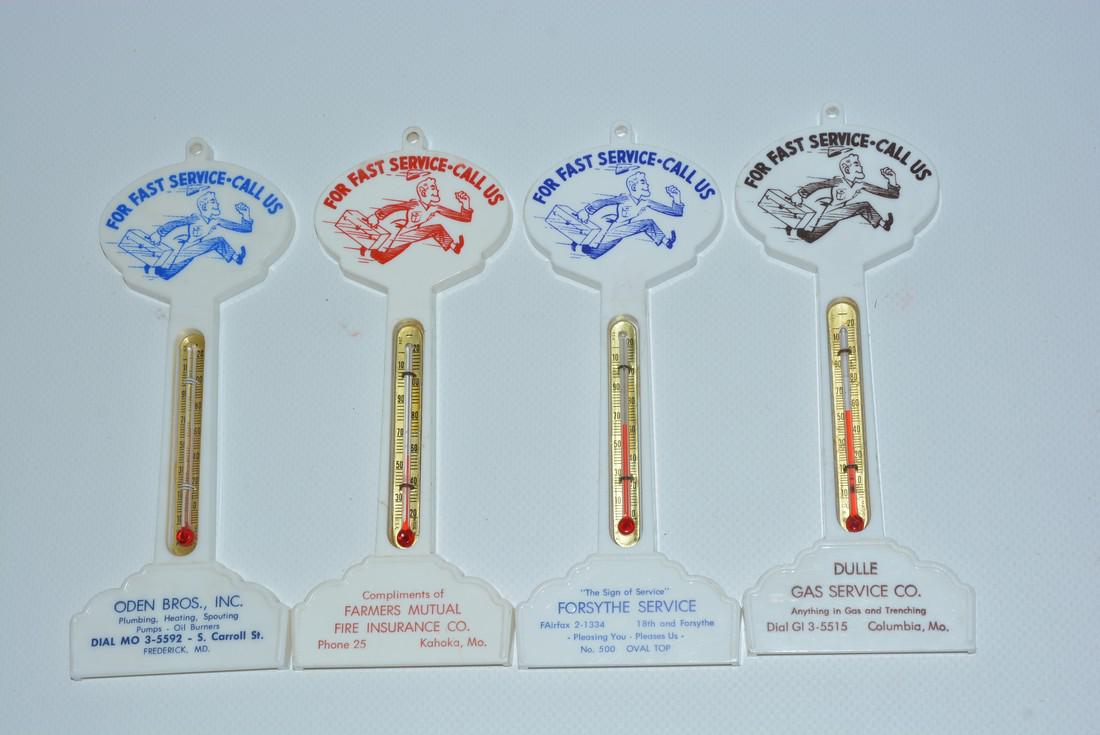 FOR FAST SERVICE-CALL US
ODEN BROS., INC.
Plumbing, Heating, Spouting
Pumps - Oil Burners
DIAL MO 3-5592 - S. Carroll St.
FREDERICK, MD.
FOR FAST SERVICE-CALL US
Compliments of
FARMERS MUTUAL
FIRE INSURANCE CO.
Phone 25 Kahoka, Mo.
FOR FAST SERVICE-CALL US
"The Sign of Service"
FORSYTHE SERVICE
FAirfax 2-1334 18th and Forsythe
- Pleasing You - Pleases Us -
No. 500 OVAL TOP
FOR FAST SERVICE-CALL US
DULLE
GAS SERVICE CO.
Anything in Gas and Trenching
Dial GI 3-5515 Columbia, Mo.